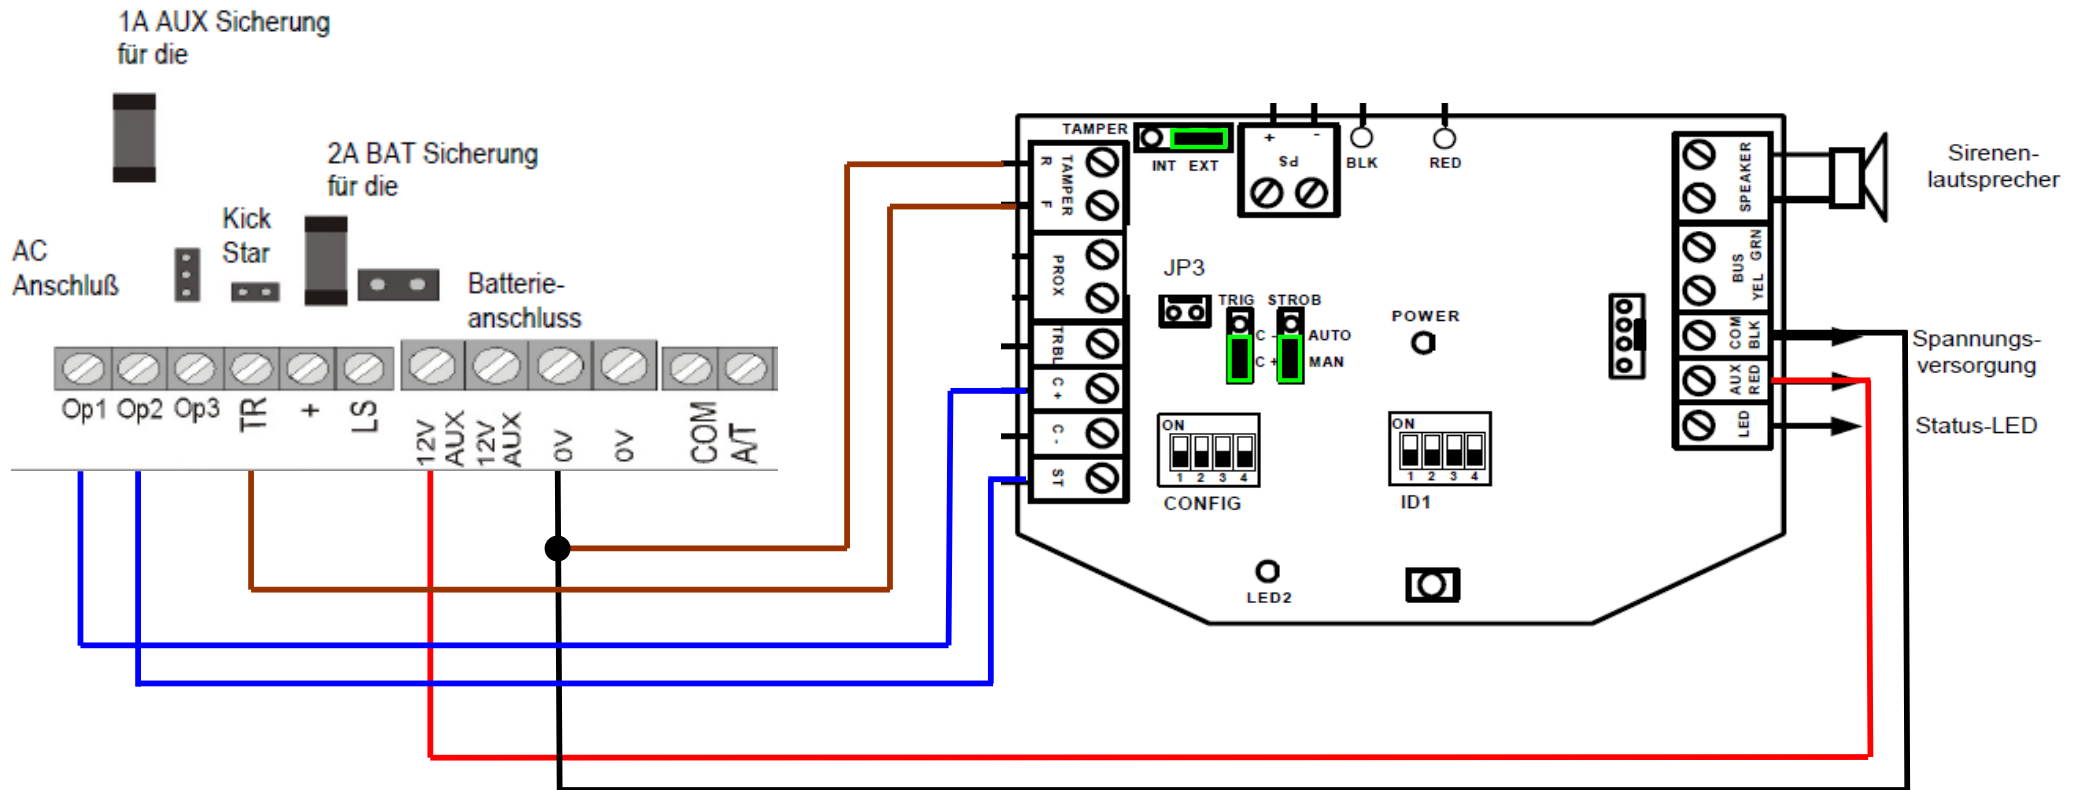 1A AUX Sicherung
für die
2A BAT Sicherung
für die
Kick
Star
AC
Anschluß
Batterie-
anschluss
Op1 Op2 Op3 TR + LS
12V AUX 12V AUX 0V 0V
COM A/T
TAMPER
INT EXT
+ -
PS
BLK
RED
R
F
TAMPER
PROX
TRBL
C +
C -
ST
JP3
TRIG STROB
C - AUTO
C + MAN
POWER
ON
1 2 3 4
CONFIG
ON
1 2 3 4
ID1
LED2
SPEAKER
BUS
YEL GRN
COM
BLK
AUX
RED
LED
Sirenen-
lautsprecher
Spannungs-
versorgung
Status-LED